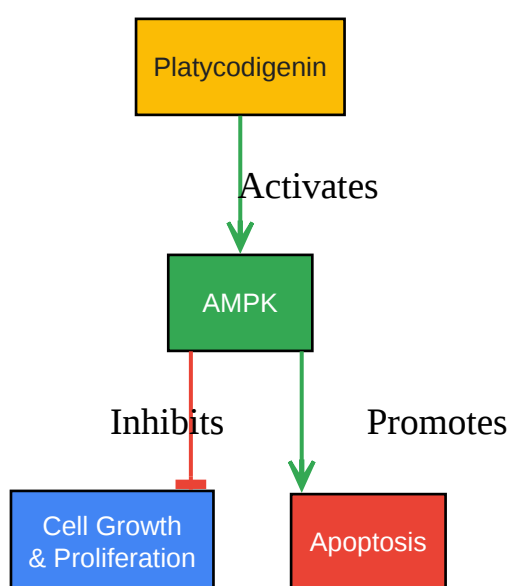 Platycodigenin
Activates
AMPK
Inhibits
Promotes
Cell Growth
& Proliferation
Apoptosis